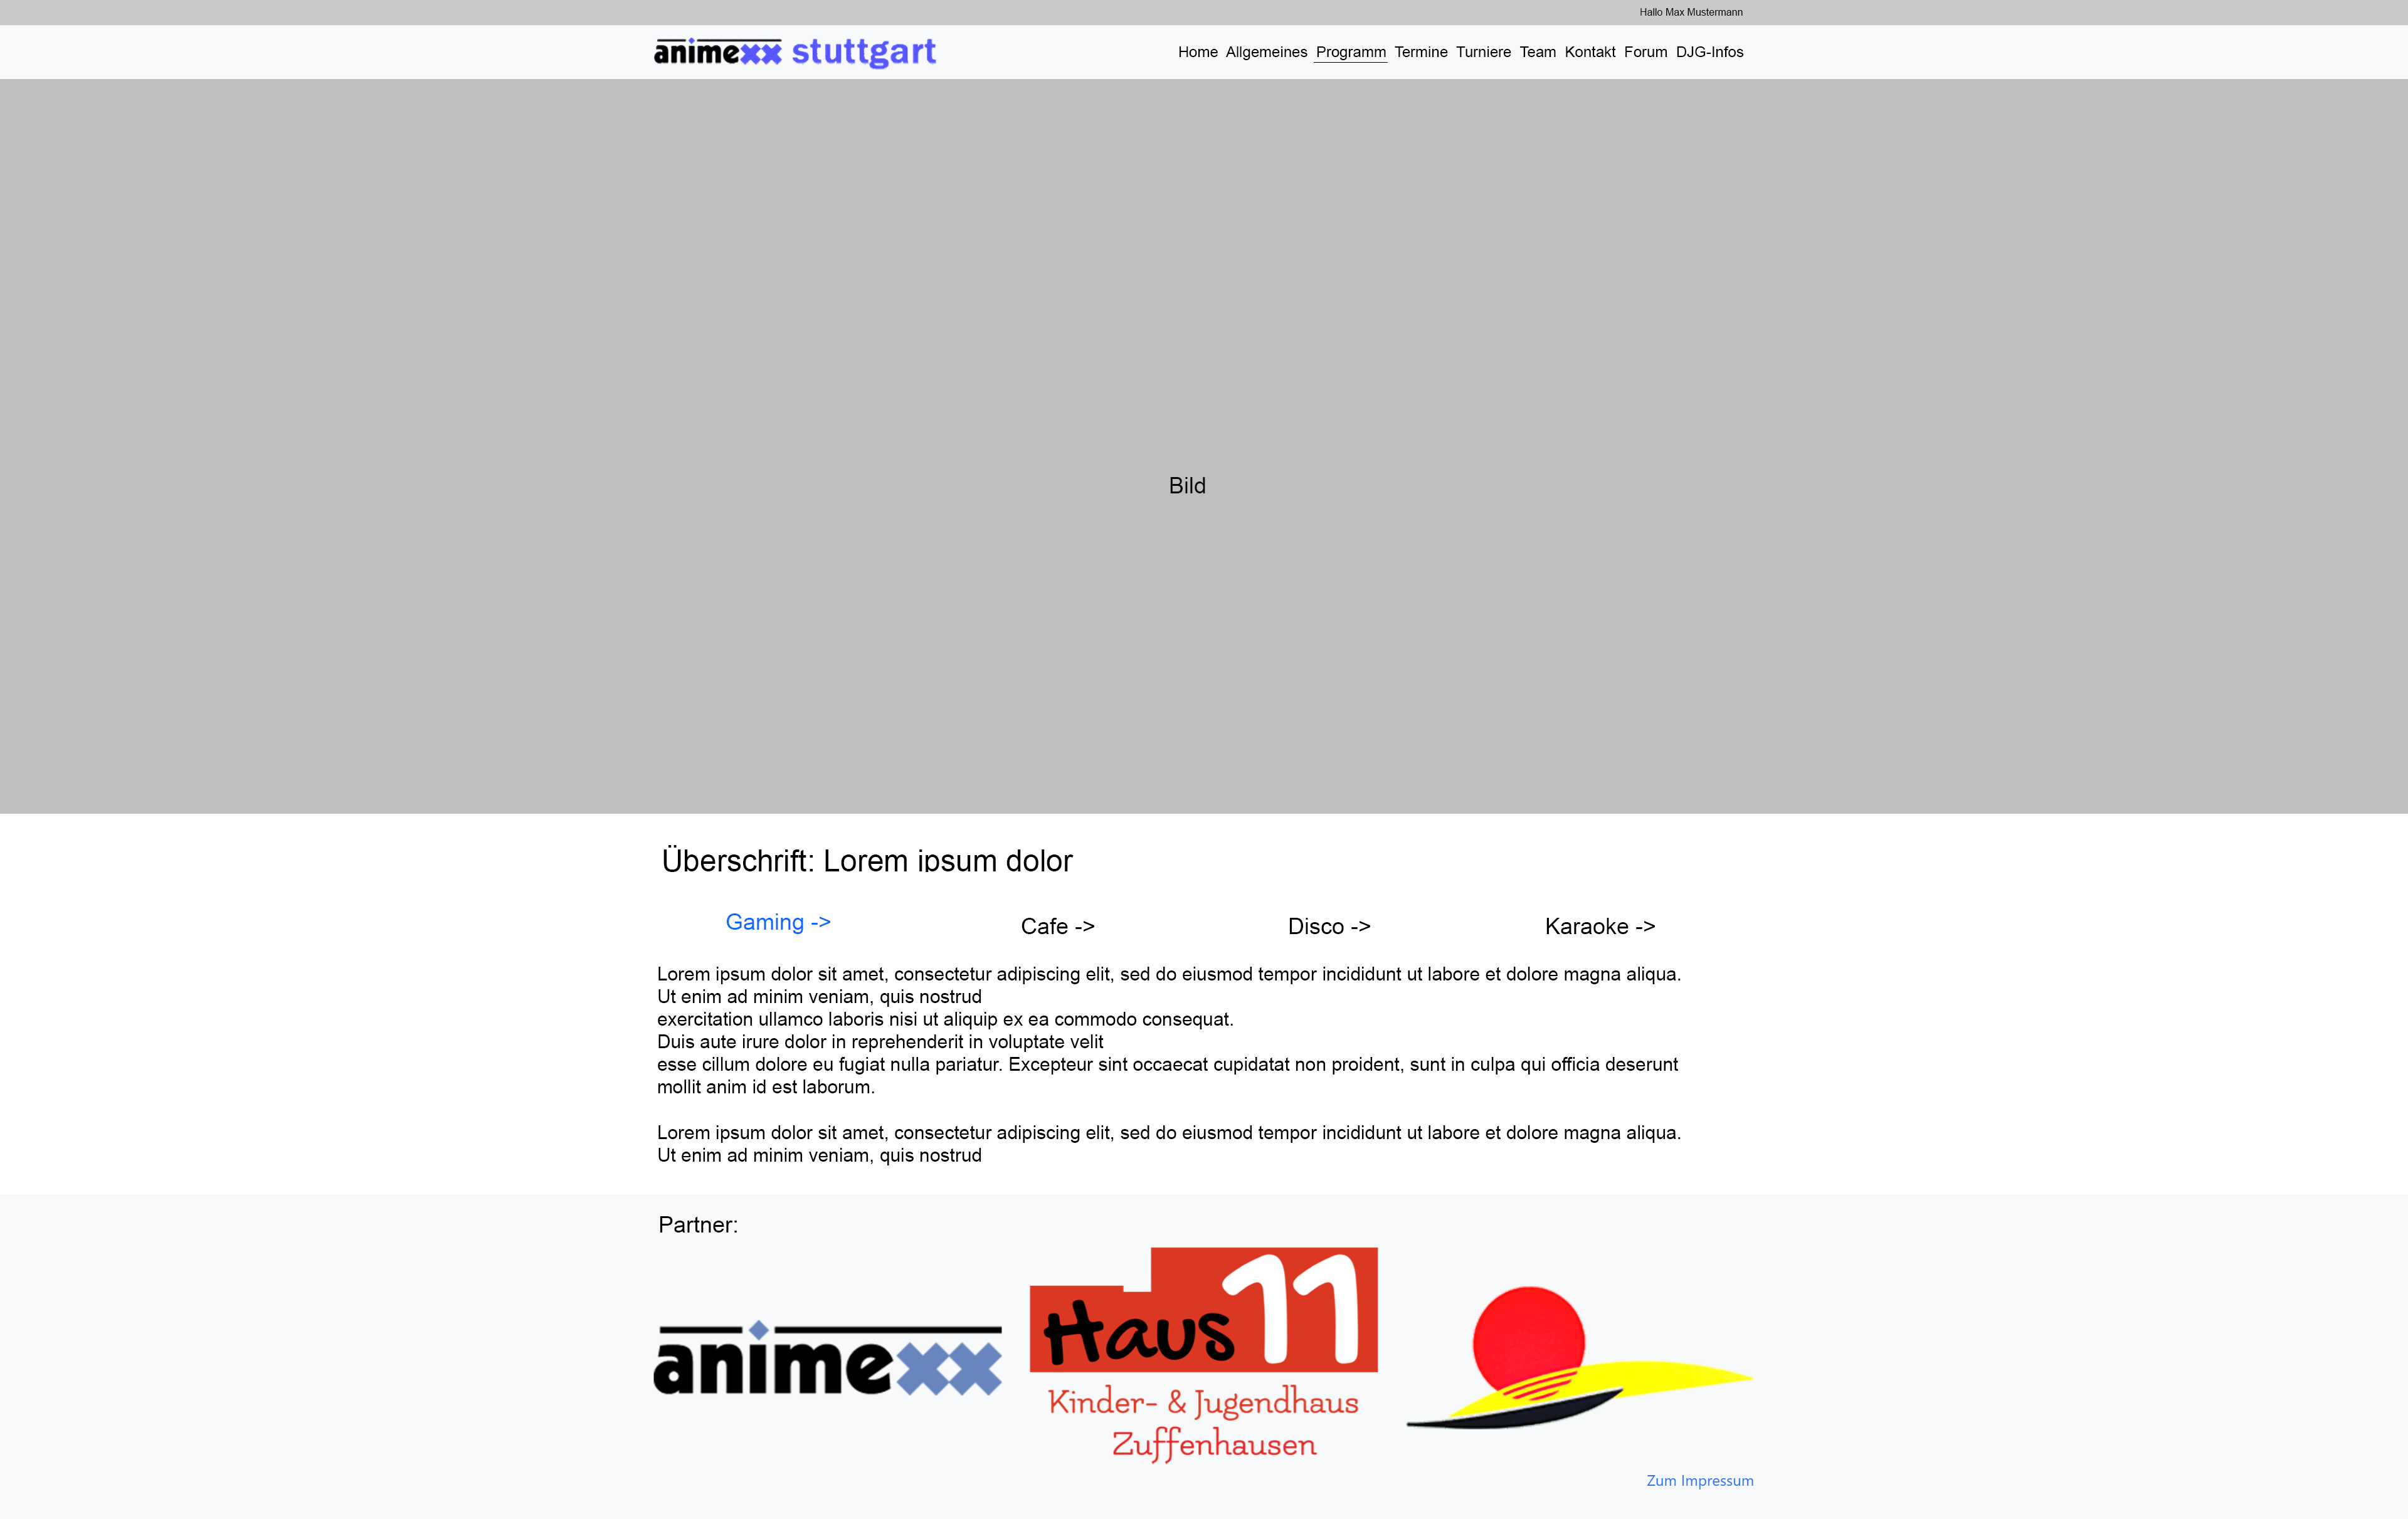 Hallo Max Mustermann
animexx stuttgart
Home Allgemeines Programm Termine Turniere Team Kontakt Forum DJG-Infos
Bild
Überschrift: Lorem ipsum dolor
Gaming -> Cafe -> Disco -> Karaoke ->
Lorem ipsum dolor sit amet, consectetur adipiscing elit, sed do eiusmod tempor incididunt ut labore et dolore magna aliqua.
Ut enim ad minim veniam, quis nostrud
exercitation ullamco laboris nisi ut aliquip ex ea commodo consequat.
Duis aute irure dolor in reprehenderit in voluptate velit
esse cillum dolore eu fugiat nulla pariatur. Excepteur sint occaecat cupidatat non proident, sunt in culpa qui officia deserunt
mollit anim id est laborum.
Lorem ipsum dolor sit amet, consectetur adipiscing elit, sed do eiusmod tempor incididunt ut labore et dolore magna aliqua.
Ut enim ad minim veniam, quis nostrud
Partner:
animexx
Haus 11
Kinder- & Jugendhaus
Zuffenhausen
Zum Impressum